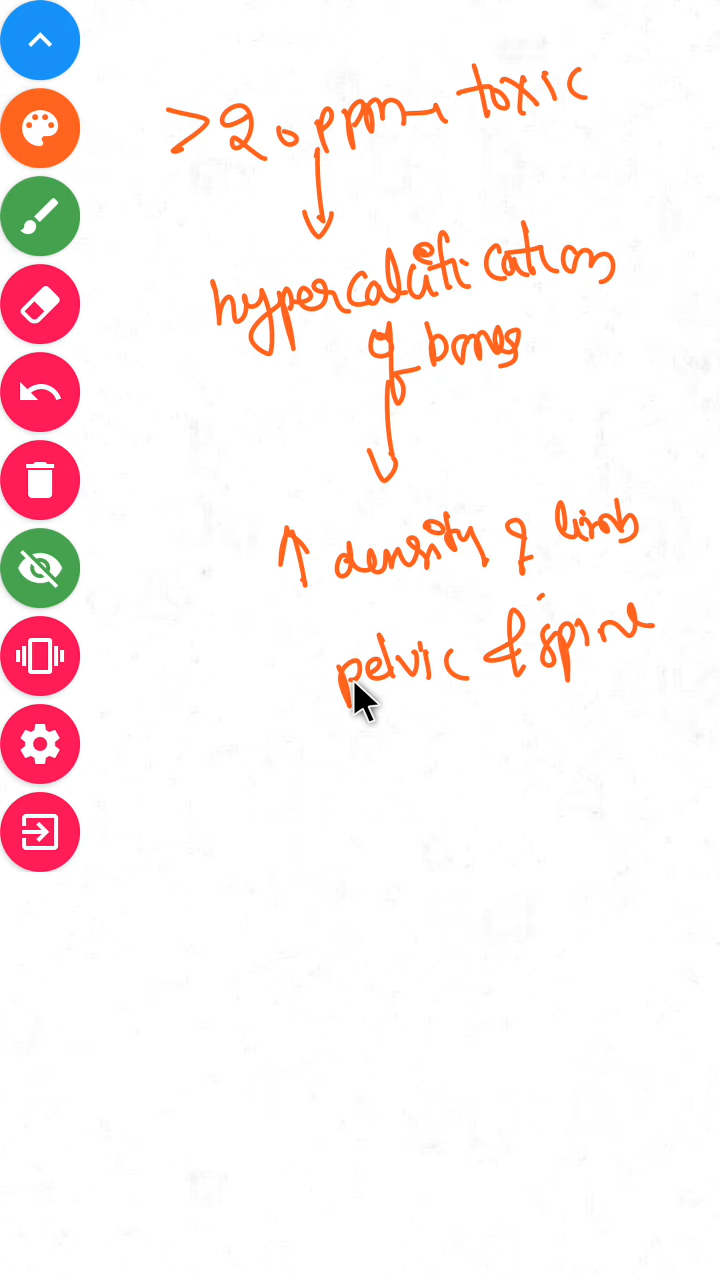 >20 ppm toxic
hypercalcification
of bones
↑ density of limb
pelvic & spine